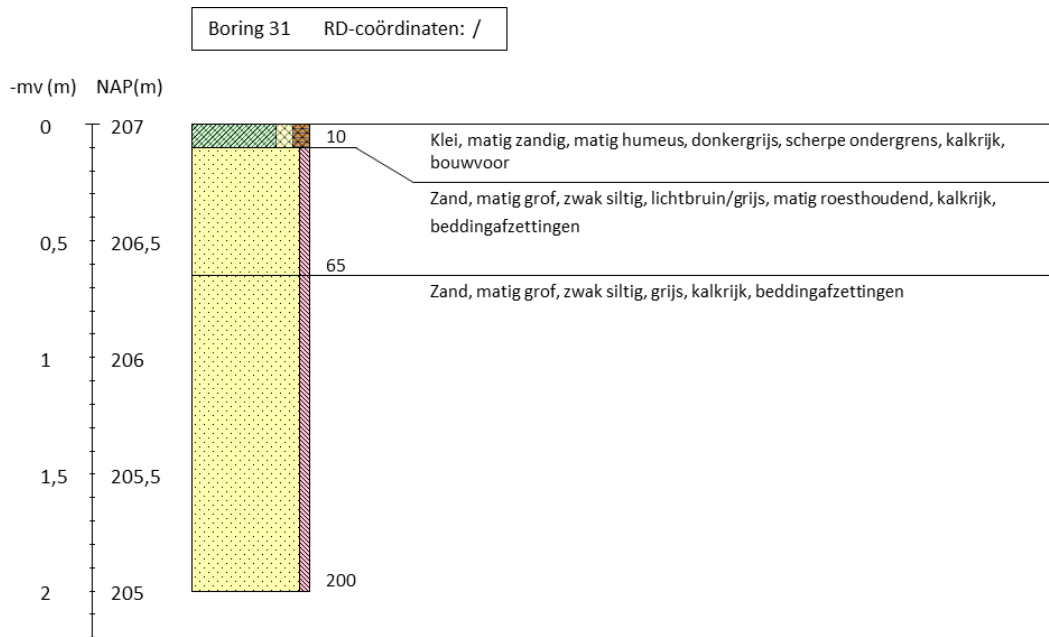 Boring 31 RD-coördinaten: /
-mv (m) NAP(m)
0 207
10
Klei, matig zandig, matig humeus, donkergrijs, scherpe ondergrens, kalkrijk,
bouwvoor
Zand, matig grof, zwak siltig, lichtbruin/grijs, matig roesthoudend, kalkrijk,
beddingafzettingen
0,5 206,5
65
Zand, matig grof, zwak siltig, grijs, kalkrijk, beddingafzettingen
1 206
1,5 205,5
200
2 205